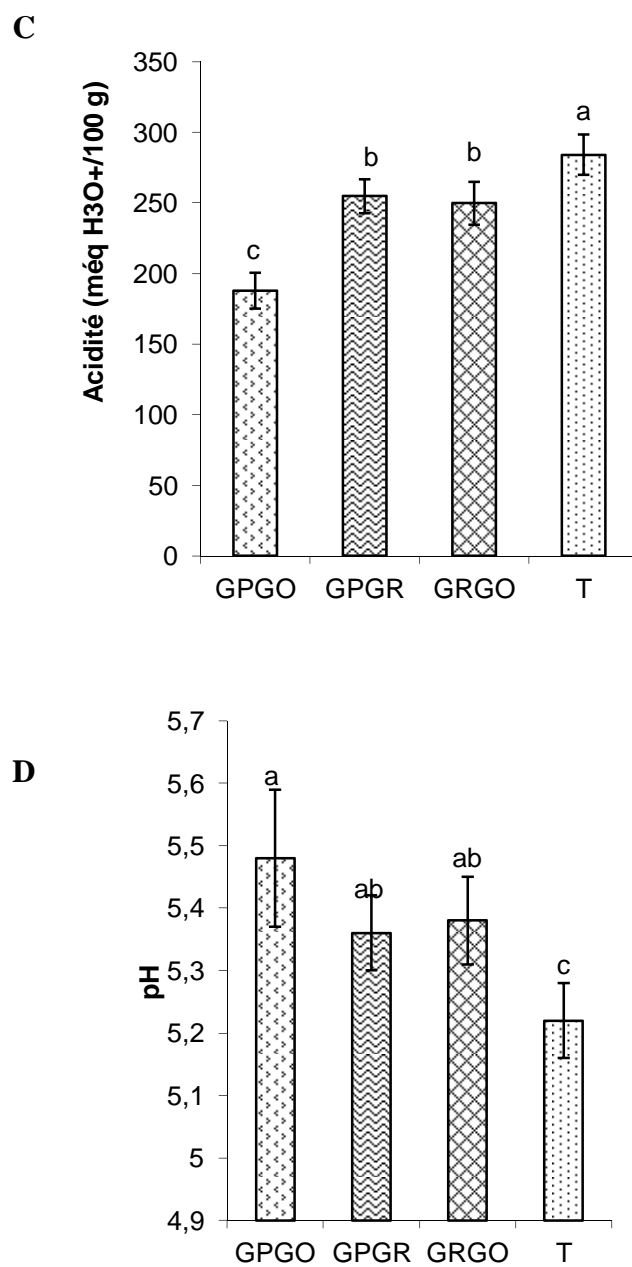 C
Acidité (méq H3O+/100 g)
350
300
250
200
150
100
50
0
c
b
b
a
GPGO GPGR GRGO T
D
pH
5,7
5,6
5,5
5,4
5,3
5,2
5,1
5
4,9
a
ab
ab
c
GPGO GPGR GRGO T